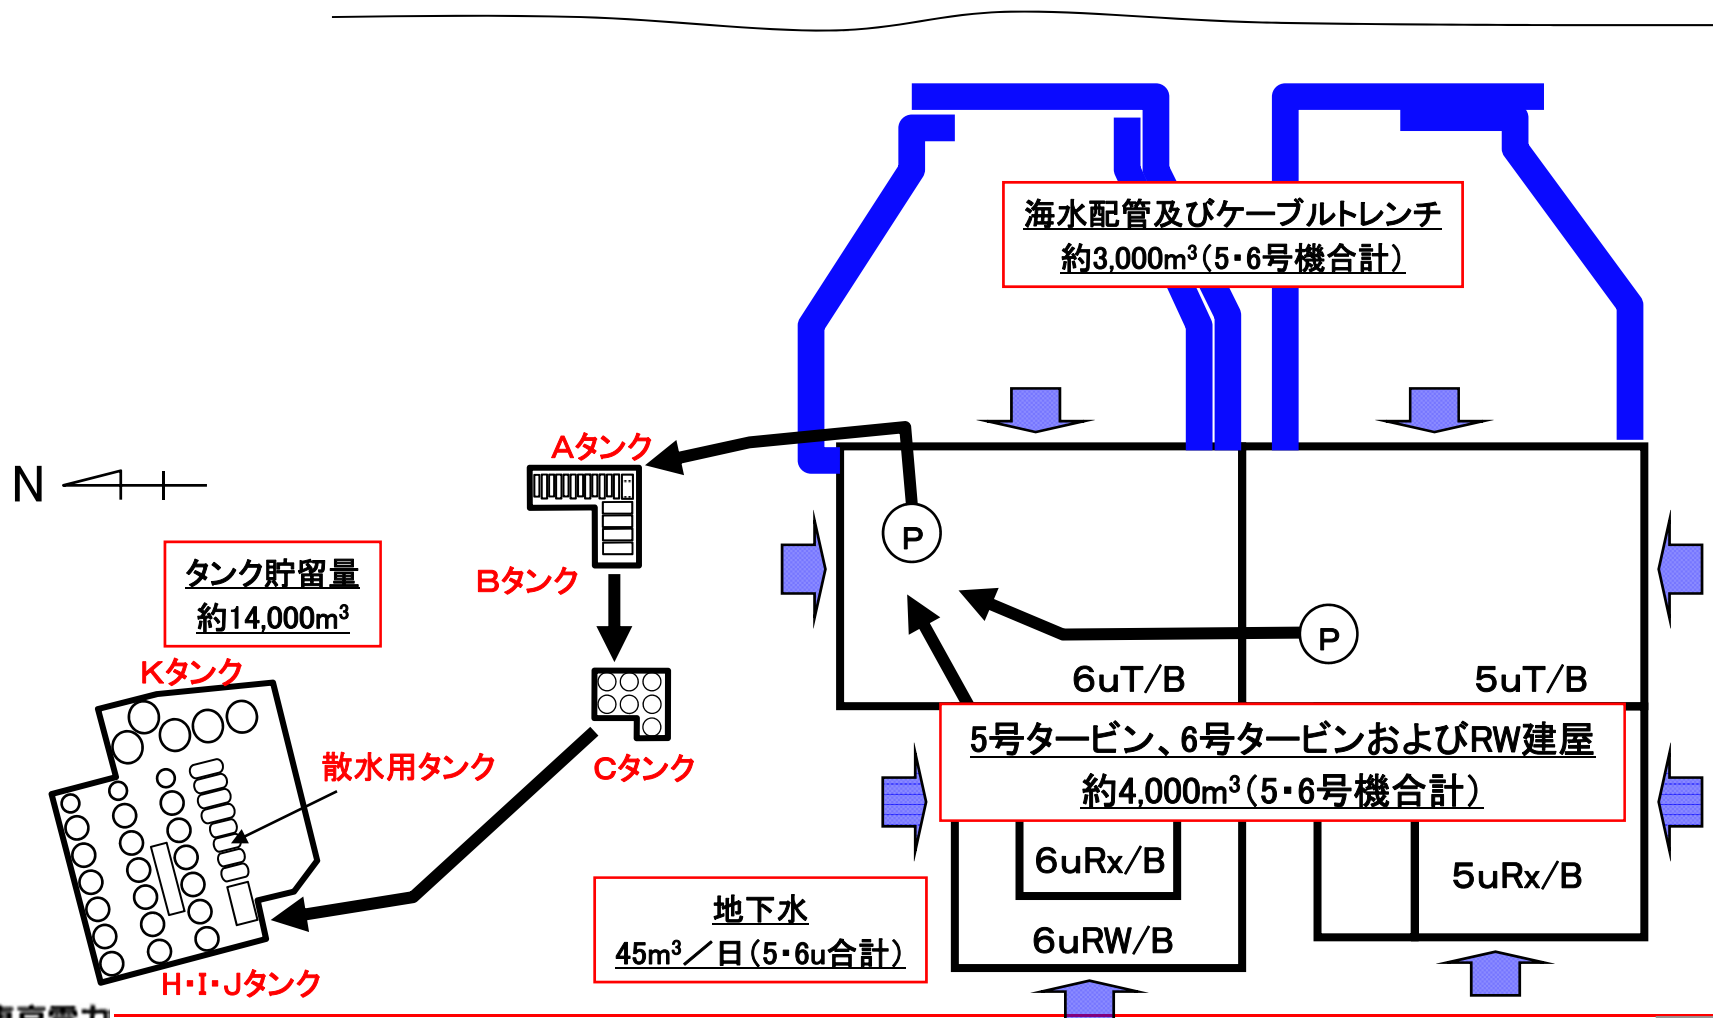 海水配管及びケーブルトレンチ
約3,000m³（5・6号機合計）
Aタンク
N
P
Bタンク
タンク貯留量
約14,000m³
P
Kタンク
6uT/B
5uT/B
5号タービン、6号タービンおよびRW建屋
約4,000m³（5・6号機合計）
散水用タンク
Cタンク
6uRx/B
5uRx/B
地下水
45m³／日（5・6u合計）
6uRW/B
H・I・Jタンク
東京電力